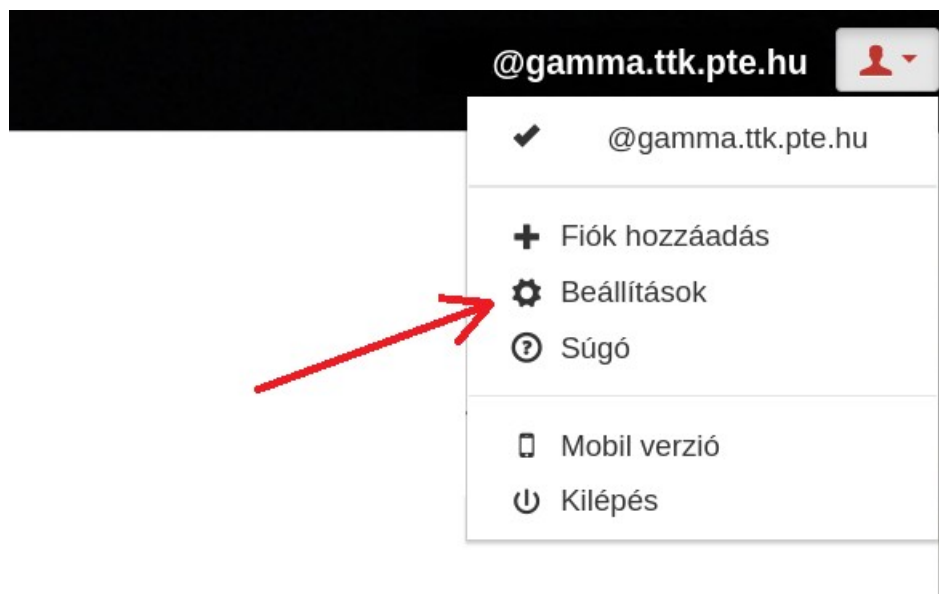 @gamma.ttk.pte.hu
@gamma.ttk.pte.hu
Fiók hozzáadás
Beállítások
Súgó
Mobil verzió
Kilépés